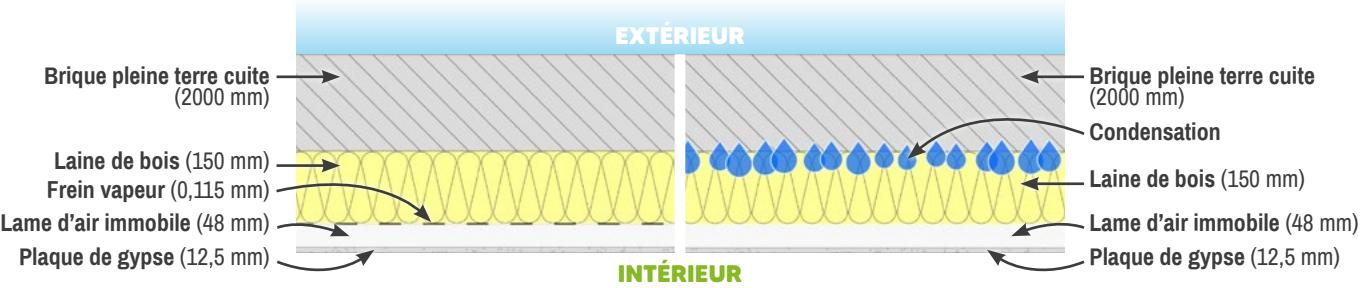 EXTÉRIEUR
Brique pleine terre cuite
(2000 mm)
Laine de bois (150 mm)
Frein vapeur (0,115 mm)
Lame d'air immobile (48 mm)
Plaque de gypse (12,5 mm)
Brique pleine terre cuite
(2000 mm)
Condensation
Laine de bois (150 mm)
Lame d'air immobile (48 mm)
Plaque de gypse (12,5 mm)
INTÉRIEUR